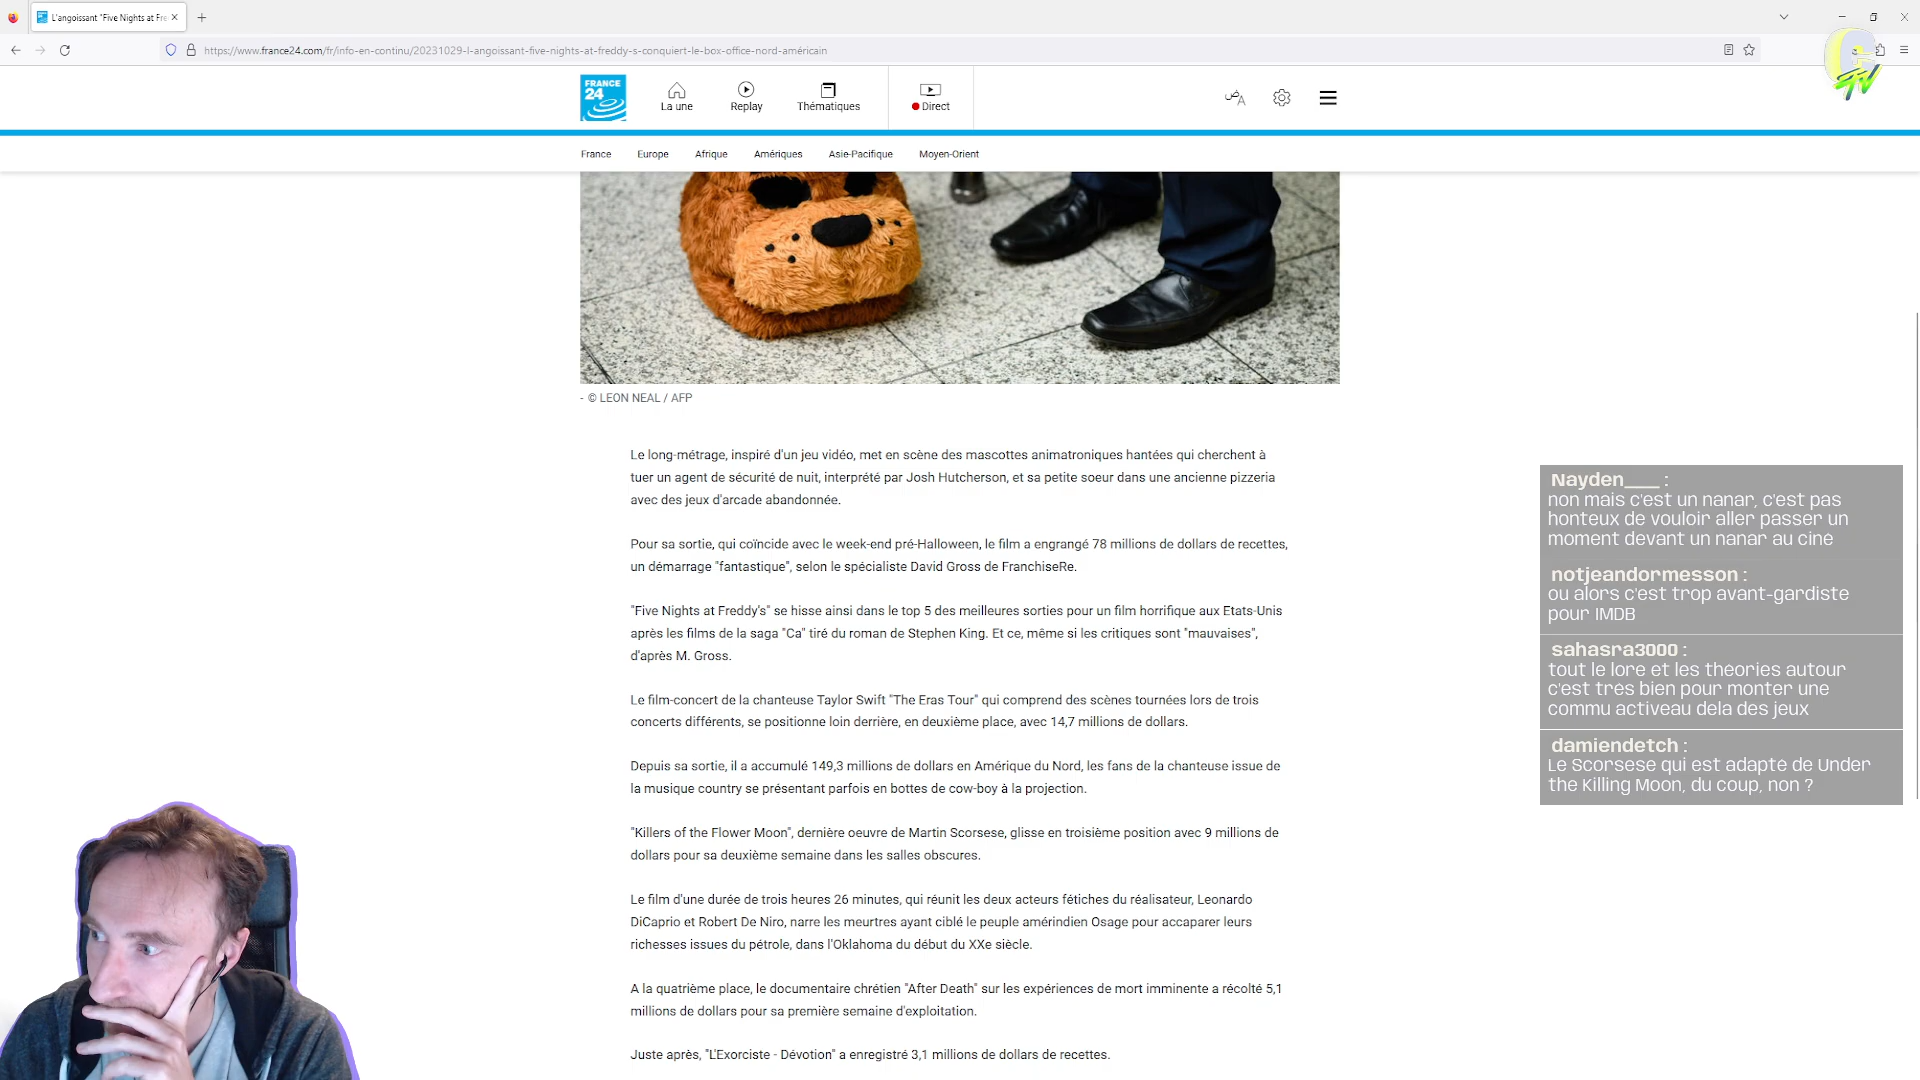 L'angoissant "Five Nights at Fre
https://www.france24.com/fr/info-en-continu/20231029-l-angoissant-five-nights-at-freddy-s-conquiert-le-box-office-nord-américain
FRANCE
24
La une
Replay
Thématiques
Direct
France
Europe
Afrique
Amériques
Asie-Pacifique
Moyen-Orient
- © LEON NEAL / AFP
Le long-métrage, inspiré d'un jeu vidéo, met en scène des mascottes animatroniques hantées qui cherchent à
tuer un agent de sécurité de nuit, interprété par Josh Hutcherson, et sa petite soeur dans une ancienne pizzeria
avec des jeux d'arcade abandonnée.
Pour sa sortie, qui coïncide avec le week-end pré-Halloween, le film a engrangé 78 millions de dollars de recettes,
un démarrage "fantastique", selon le spécialiste David Gross de FranchiseRe.
"Five Nights at Freddy's" se hisse ainsi dans le top 5 des meilleures sorties pour un film horrifique aux Etats-Unis
après les films de la saga "Ca" tiré du roman de Stephen King. Et ce, même si les critiques sont "mauvaises",
d'après M. Gross.
Le film-concert de la chanteuse Taylor Swift "The Eras Tour" qui comprend des scènes tournées lors de trois
concerts différents, se positionne loin derrière, en deuxième place, avec 14,7 millions de dollars.
Depuis sa sortie, il a accumulé 149,3 millions de dollars en Amérique du Nord, les fans de la chanteuse issue de
la musique country se présentant parfois en bottes de cow-boy à la projection.
"Killers of the Flower Moon", dernière oeuvre de Martin Scorsese, glisse en troisième position avec 9 millions de
dollars pour sa deuxième semaine dans les salles obscures.
Le film d'une durée de trois heures 26 minutes, qui réunit les deux acteurs fétiches du réalisateur, Leonardo
DiCaprio et Robert De Niro, narre les meurtres ayant ciblé le peuple amérindien Osage pour accaparer leurs
richesses issues du pétrole, dans l'Oklahoma du début du XXe siècle.
A la quatrième place, le documentaire chrétien "After Death" sur les expériences de mort imminente a récolté 5,1
millions de dollars pour sa première semaine d'exploitation.
Juste après, "L'Exorciste - Dévotion" a enregistré 3,1 millions de dollars de recettes.
Nayden___ :
non mais c'est un nanar, c'est pas
honteux de vouloir aller passer un
moment devant un nanar au ciné
notjeandormesson :
ou alors c'est trop avant-gardiste
pour IMDB
sahasra3000 :
tout le lore et les theories autour
c'est tres bien pour monter une
commu activeau dela des jeux
damiendetch :
Le Scorsese qui est adapte de Under
the Killing Moon, du coup, non ?